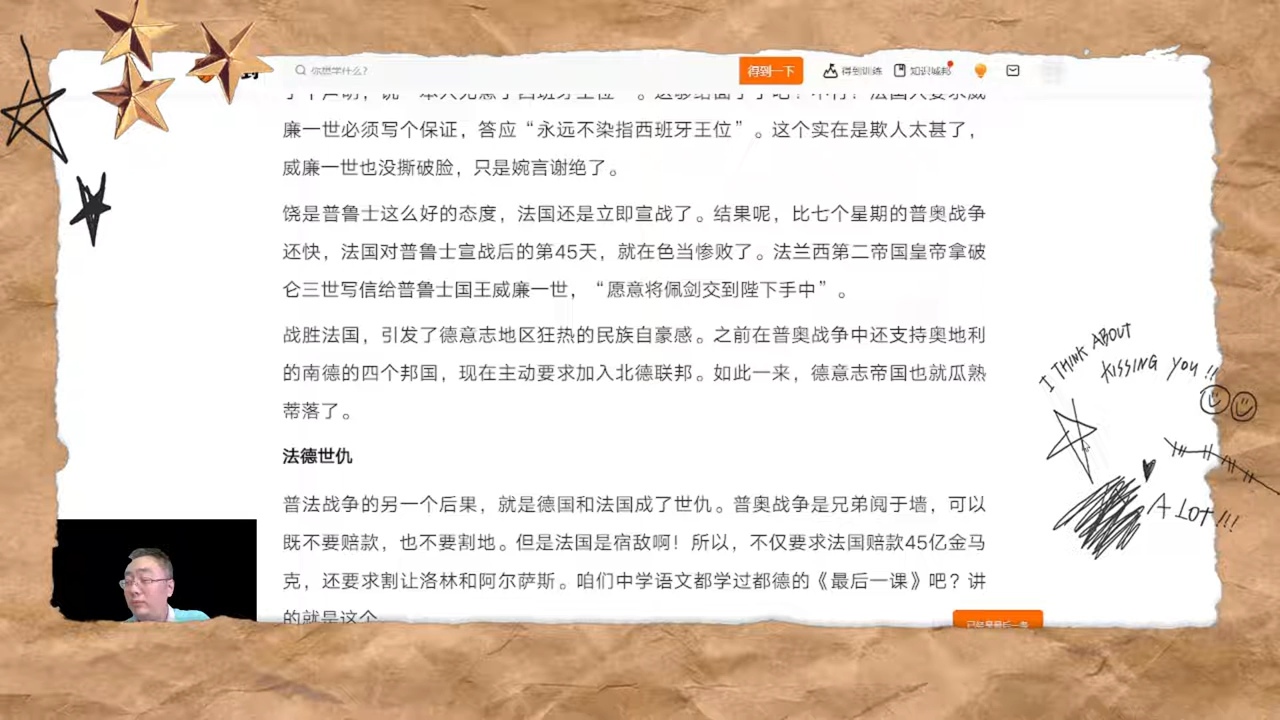 你想学什么?
得到一下
得到训练
知识城邦
廉一世必须写个保证，答应“永远不染指西班牙王位”。这个实在是欺人太甚了，
威廉一世也没撕破脸，只是婉言谢绝了。
饶是普鲁士这么好的态度，法国还是立即宣战了。结果呢，比七个星期的普奥战争
还快，法国对普鲁士宣战后的第45天，就在色当惨败了。法兰西第二帝国皇帝拿破
仑三世写信给普鲁士国王威廉一世，“愿意将佩剑交到陛下手中”。
战胜法国，引发了德意志地区狂热的民族自豪感。之前在普奥战争中还支持奥地利
的南德的四个邦国，现在主动要求加入北德联邦。如此一来，德意志帝国也就瓜熟
蒂落了。
法德世仇
普法战争的另一个后果，就是德国和法国成了世仇。普奥战争是兄弟阋于墙，可以
既不要赔款，也不要割地。但是法国是宿敌啊！所以，不仅要求法国赔款45亿金马
克，还要求割让洛林和阿尔萨斯。咱们中学语文都学过都德的《最后一课》吧？讲
的就是这个
I THINK ABOUT
KISSING YOU !!
A LOT !!!